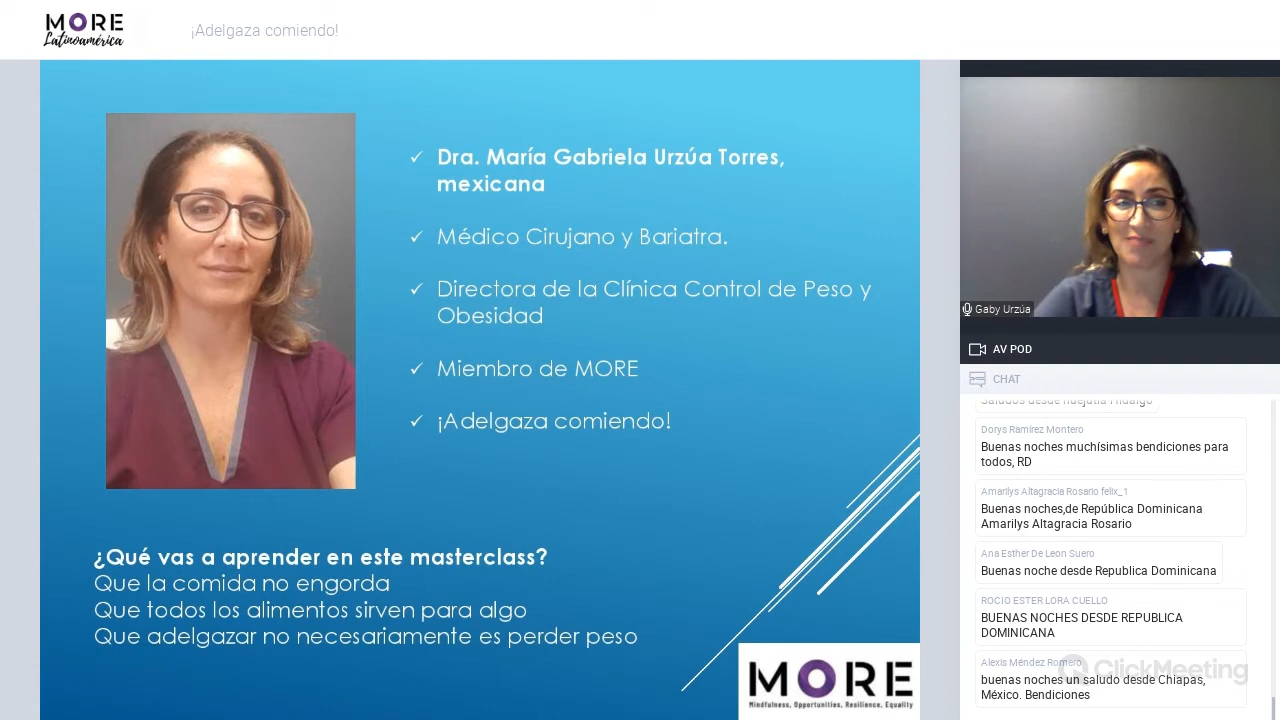 MORE
Latinoamérica
¡Adelgaza comiendo!
✓ Dra. María Gabriela Urzúa Torres,
mexicana
✓ Médico Cirujano y Bariatra.
✓ Directora de la Clínica Control de Peso y
Obesidad
✓ Miembro de MORE
✓ ¡Adelgaza comiendo!
¿Qué vas a aprender en este masterclass?
Que la comida no engorda
Que todos los alimentos sirven para algo
Que adelgazar no necesariamente es perder peso
MORE
Mindfulness, Opportunities, Resilience, Equality
Gaby Urzúa
AV POD
CHAT
Saludos desde huejutla Hidalgo
Dorys Ramirez Montero
Buenas noches muchísimas bendiciones para
todos, RD
Amarilys Altagracia Rosario felix_1
Buenas noches,de República Dominicana
Amarilys Altagracia Rosario
Ana Esther De Leon Suero
Buenas noche desde Republica Dominicana
ROCIO ESTER LORA CUELLO
BUENAS NOCHES DESDE REPUBLICA
DOMINICANA
Alexis Méndez Romero
buenas noches un saludo desde Chiapas,
México. Bendiciones
ClickMeeting